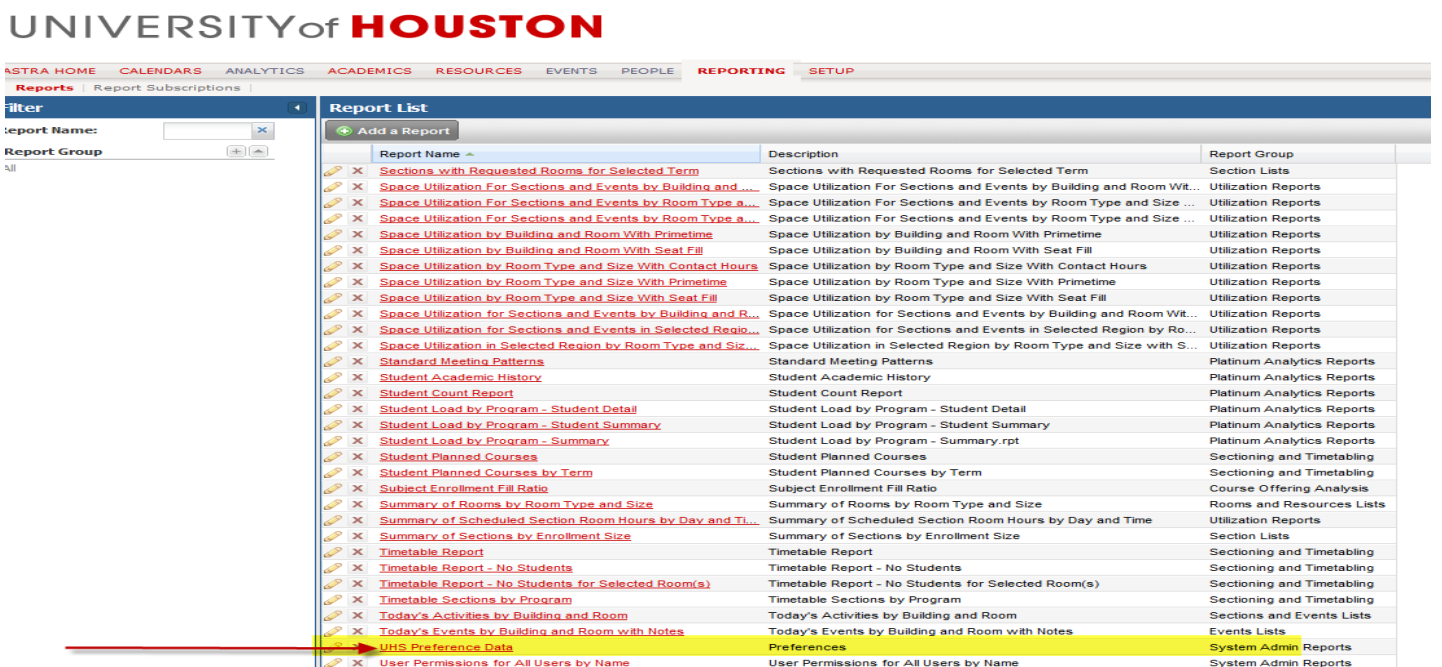 UNIVERSITY of HOUSTON
ASTRA HOME CALENDARS ANALYTICS ACADEMICS RESOURCES EVENTS PEOPLE REPORTING SETUP
Reports | Report Subscriptions |
Filter Report List
Report Name: Add a Report
Report Group
All
Report Name Description Report Group
Sections with Requested Rooms for Selected Term Sections with Requested Rooms for Selected Term Section Lists
Space Utilization For Sections and Events by Building and ... Space Utilization For Sections and Events by Building and Room Wit... Utilization Reports
Space Utilization For Sections and Events by Room Type a... Space Utilization For Sections and Events by Room Type and Size ... Utilization Reports
Space Utilization For Sections and Events by Room Type a... Space Utilization For Sections and Events by Room Type and Size ... Utilization Reports
Space Utilization by Building and Room With Primetime Space Utilization by Building and Room With Primetime Utilization Reports
Space Utilization by Building and Room With Seat Fill Space Utilization by Building and Room With Seat Fill Utilization Reports
Space Utilization by Room Type and Size With Contact Hours Space Utilization by Room Type and Size With Contact Hours Utilization Reports
Space Utilization by Room Type and Size With Primetime Space Utilization by Room Type and Size With Primetime Utilization Reports
Space Utilization by Room Type and Size With Seat Fill Space Utilization by Room Type and Size With Seat Fill Utilization Reports
Space Utilization for Sections and Events by Building and R... Space Utilization for Sections and Events by Building and Room Wit... Utilization Reports
Space Utilization for Sections and Events in Selected Regio... Space Utilization for Sections and Events in Selected Region by Ro... Utilization Reports
Space Utilization in Selected Region by Room Type and Siz... Space Utilization in Selected Region by Room Type and Size with S... Utilization Reports
Standard Meeting Patterns Standard Meeting Patterns Platinum Analytics Reports
Student Academic History Student Academic History Platinum Analytics Reports
Student Count Report Student Count Report Platinum Analytics Reports
Student Load by Program - Student Detail Student Load by Program - Student Detail Platinum Analytics Reports
Student Load by Program - Student Summary Student Load by Program - Student Summary Platinum Analytics Reports
Student Load by Program - Summary Student Load by Program - Summary.rpt Platinum Analytics Reports
Student Planned Courses Student Planned Courses Sectioning and Timetabling
Student Planned Courses by Term Student Planned Courses by Term Sectioning and Timetabling
Subject Enrollment Fill Ratio Subject Enrollment Fill Ratio Course Offering Analysis
Summary of Rooms by Room Type and Size Summary of Rooms by Room Type and Size Rooms and Resources Lists
Summary of Scheduled Section Room Hours by Day and Ti... Summary of Scheduled Section Room Hours by Day and Time Utilization Reports
Summary of Sections by Enrollment Size Summary of Sections by Enrollment Size Section Lists
Timetable Report Timetable Report Sectioning and Timetabling
Timetable Report - No Students Timetable Report - No Students Sectioning and Timetabling
Timetable Report - No Students for Selected Room(s) Timetable Report - No Students for Selected Room(s) Sectioning and Timetabling
Timetable Sections by Program Timetable Sections by Program Sectioning and Timetabling
Today's Activities by Building and Room Today's Activities by Building and Room Sections and Events Lists
Today's Events by Building and Room with Notes Today's Events by Building and Room with Notes Events Lists
UHS Preference Data Preferences System Admin Reports
User Permissions for All Users by Name User Permissions for All Users by Name System Admin Reports